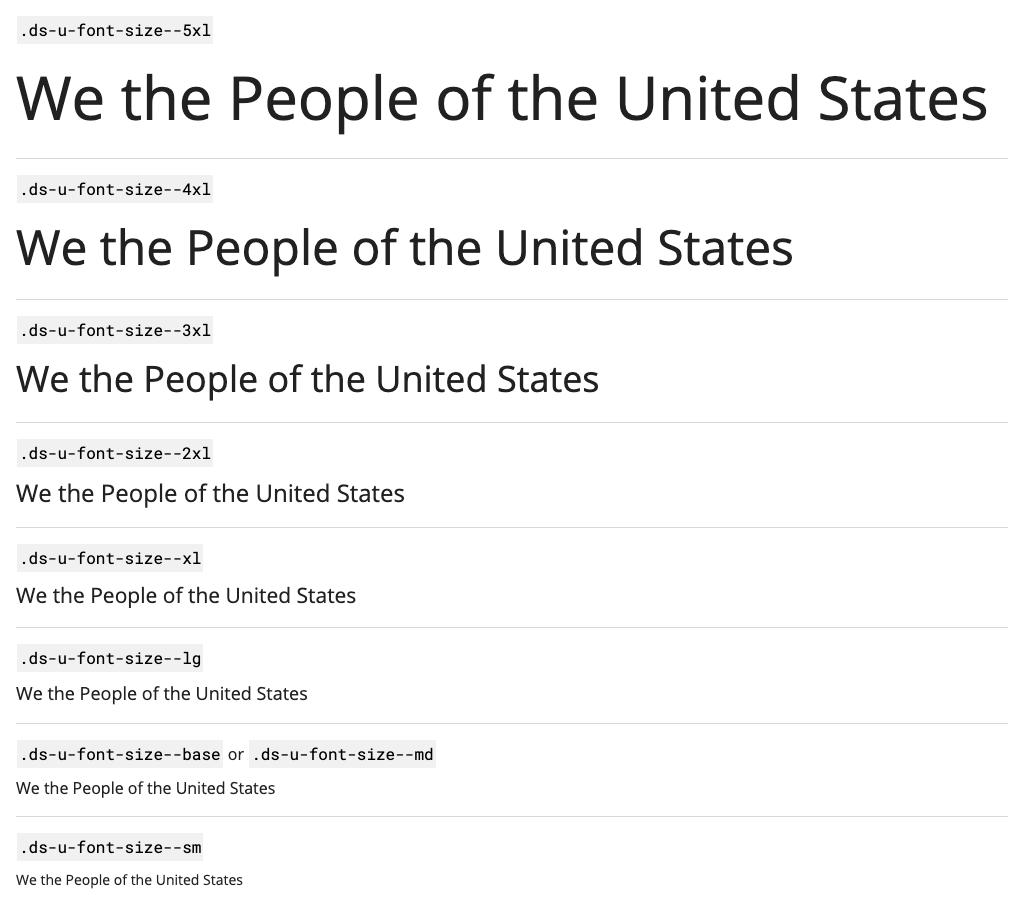 .ds-u-font-size--5xl
We the People of the United States
.ds-u-font-size--4xl
We the People of the United States
.ds-u-font-size--3xl
We the People of the United States
.ds-u-font-size--2xl
We the People of the United States
.ds-u-font-size--xl
We the People of the United States
.ds-u-font-size--lg
We the People of the United States
.ds-u-font-size--base or .ds-u-font-size--md
We the People of the United States
.ds-u-font-size--sm
We the People of the United States